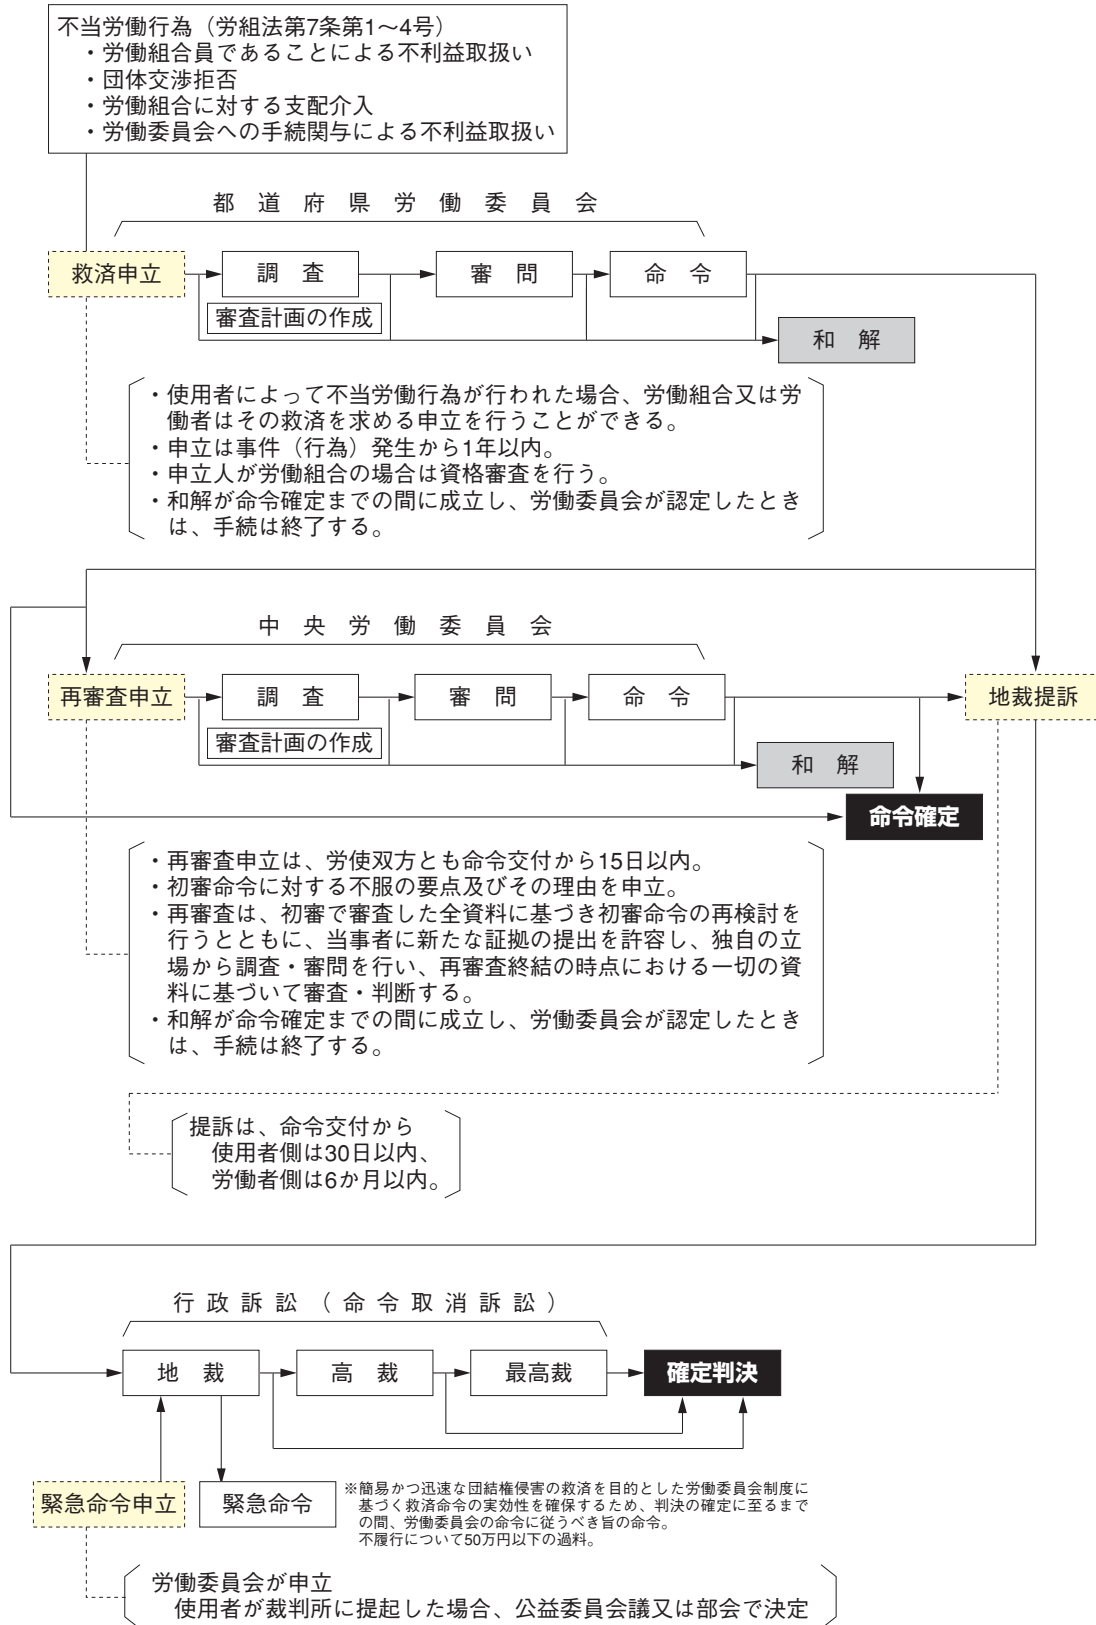 不当労働行為（労組法第7条第1～4号）
・労働組合員であることによる不利益取扱い
・団体交渉拒否
・労働組合に対する支配介入
・労働委員会への手続関与による不利益取扱い
都道府県労働委員会
救済申立
調査
審問
命令
審査計画の作成
和解
・使用者によって不当労働行為が行われた場合、労働組合又は労
働者はその救済を求める申立を行うことができる。
・申立は事件（行為）発生から1年以内。
・申立人が労働組合の場合は資格審査を行う。
・和解が命令確定までの間に成立し、労働委員会が認定したとき
は、手続は終了する。
中央労働委員会
再審査申立
調査
審問
命令
地裁提訴
審査計画の作成
和解
命令確定
・再審査申立は、労使双方とも命令交付から15日以内。
・初審命令に対する不服の要点及びその理由を申立。
・再審査は、初審で審査した全資料に基づき初審命令の再検討を
行うとともに、当事者に新たな証拠の提出を許容し、独自の立
場から調査・審問を行い、再審査終結の時点における一切の資
料に基づいて審査・判断する。
・和解が命令確定までの間に成立し、労働委員会が認定したとき
は、手続は終了する。
提訴は、命令交付から
使用者側は30日以内、
労働者側は6か月以内。
行政訴訟（命令取消訴訟）
地裁
高裁
最高裁
確定判決
緊急命令申立
緊急命令
※簡易かつ迅速な団結権侵害の救済を目的とした労働委員会制度に
基づく救済命令の実効性を確保するため、判決の確定に至るまで
の間、労働委員会の命令に従うべき旨の命令。
不履行について50万円以下の過料。
労働委員会が申立
使用者が裁判所に提起した場合、公益委員会議又は部会で決定